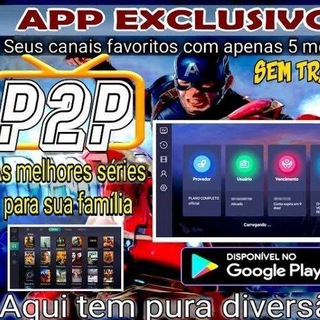 APP EXCLUSIVO
Seus canais favoritos com apenas 5 me
SEM TR
P2P
As melhores séries
para sua família
Provedor
Usuário
Vencimento
PLANO COMPLETO
Carregando ...
DISPONÍVEL NO
Google Play
Aqui tem pura diversã